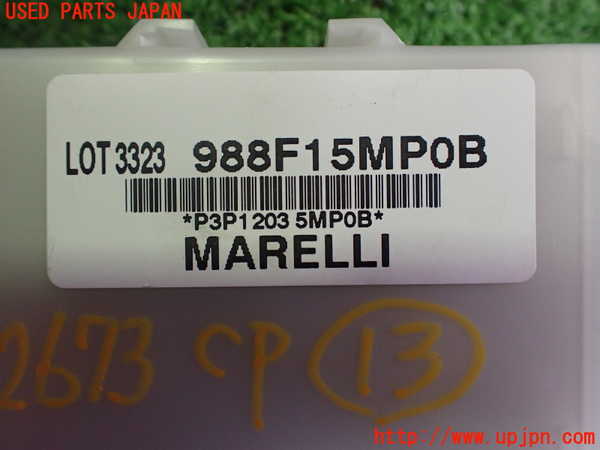 USED PARTS JAPAN
LOT 3323 988F15MP0B
*P3P1203 5MP0B*
MARELLI
2673 CP 13
http://www.upjpn.com/